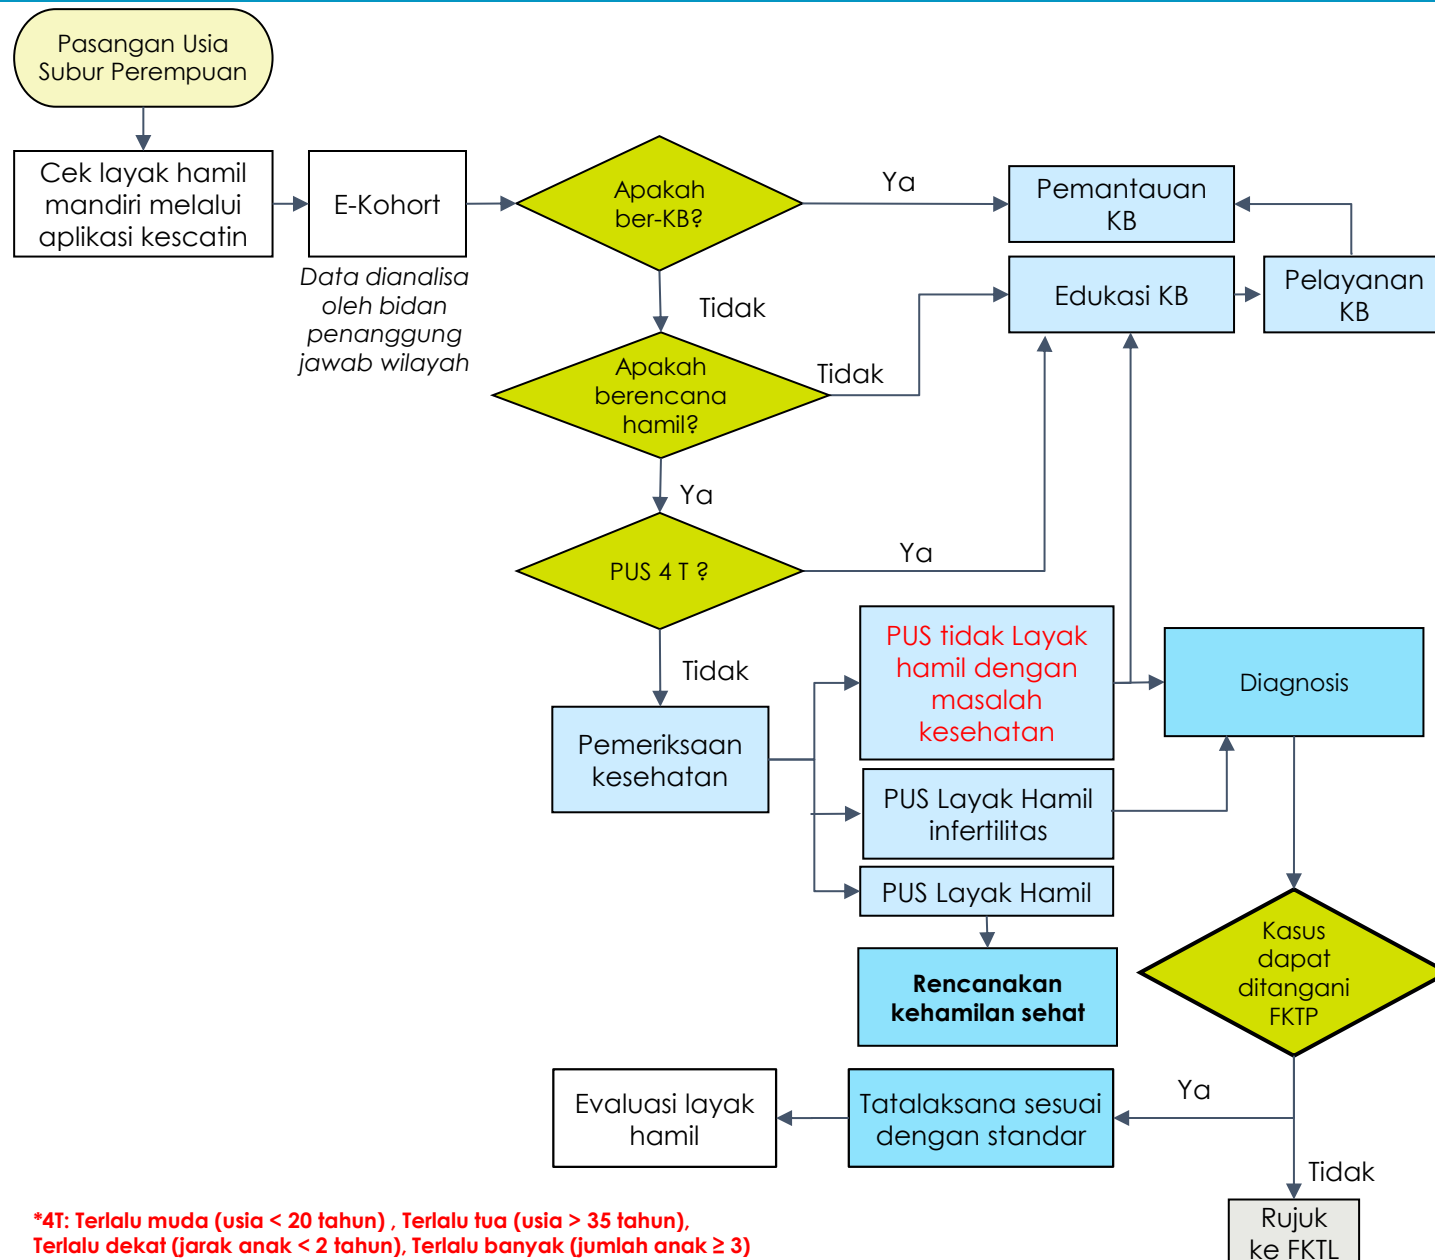 Pasangan Usia
Subur Perempuan
Cek layak hamil
mandiri melalui
aplikasi kescatin
E-Kohort
Data dianalisa
oleh bidan
penanggung
jawab wilayah
Apakah
ber-KB?
Ya
Pemantauan
KB
Tidak
Edukasi KB
Pelayanan
KB
Apakah
berencana
hamil?
Tidak
Ya
PUS 4 T ?
Ya
Tidak
Pemeriksaan
kesehatan
PUS tidak Layak
hamil dengan
masalah
kesehatan
Diagnosis
PUS Layak Hamil
infertilitas
PUS Layak Hamil
Rencanakan
kehamilan sehat
Kasus
dapat
ditangani
FKTP
Ya
Tatalaksana sesuai
dengan standar
Evaluasi layak
hamil
Tidak
Rujuk
ke FKTL
*4T: Terlalu muda (usia < 20 tahun) , Terlalu tua (usia > 35 tahun),
Terlalu dekat (jarak anak < 2 tahun), Terlalu banyak (jumlah anak ≥ 3)